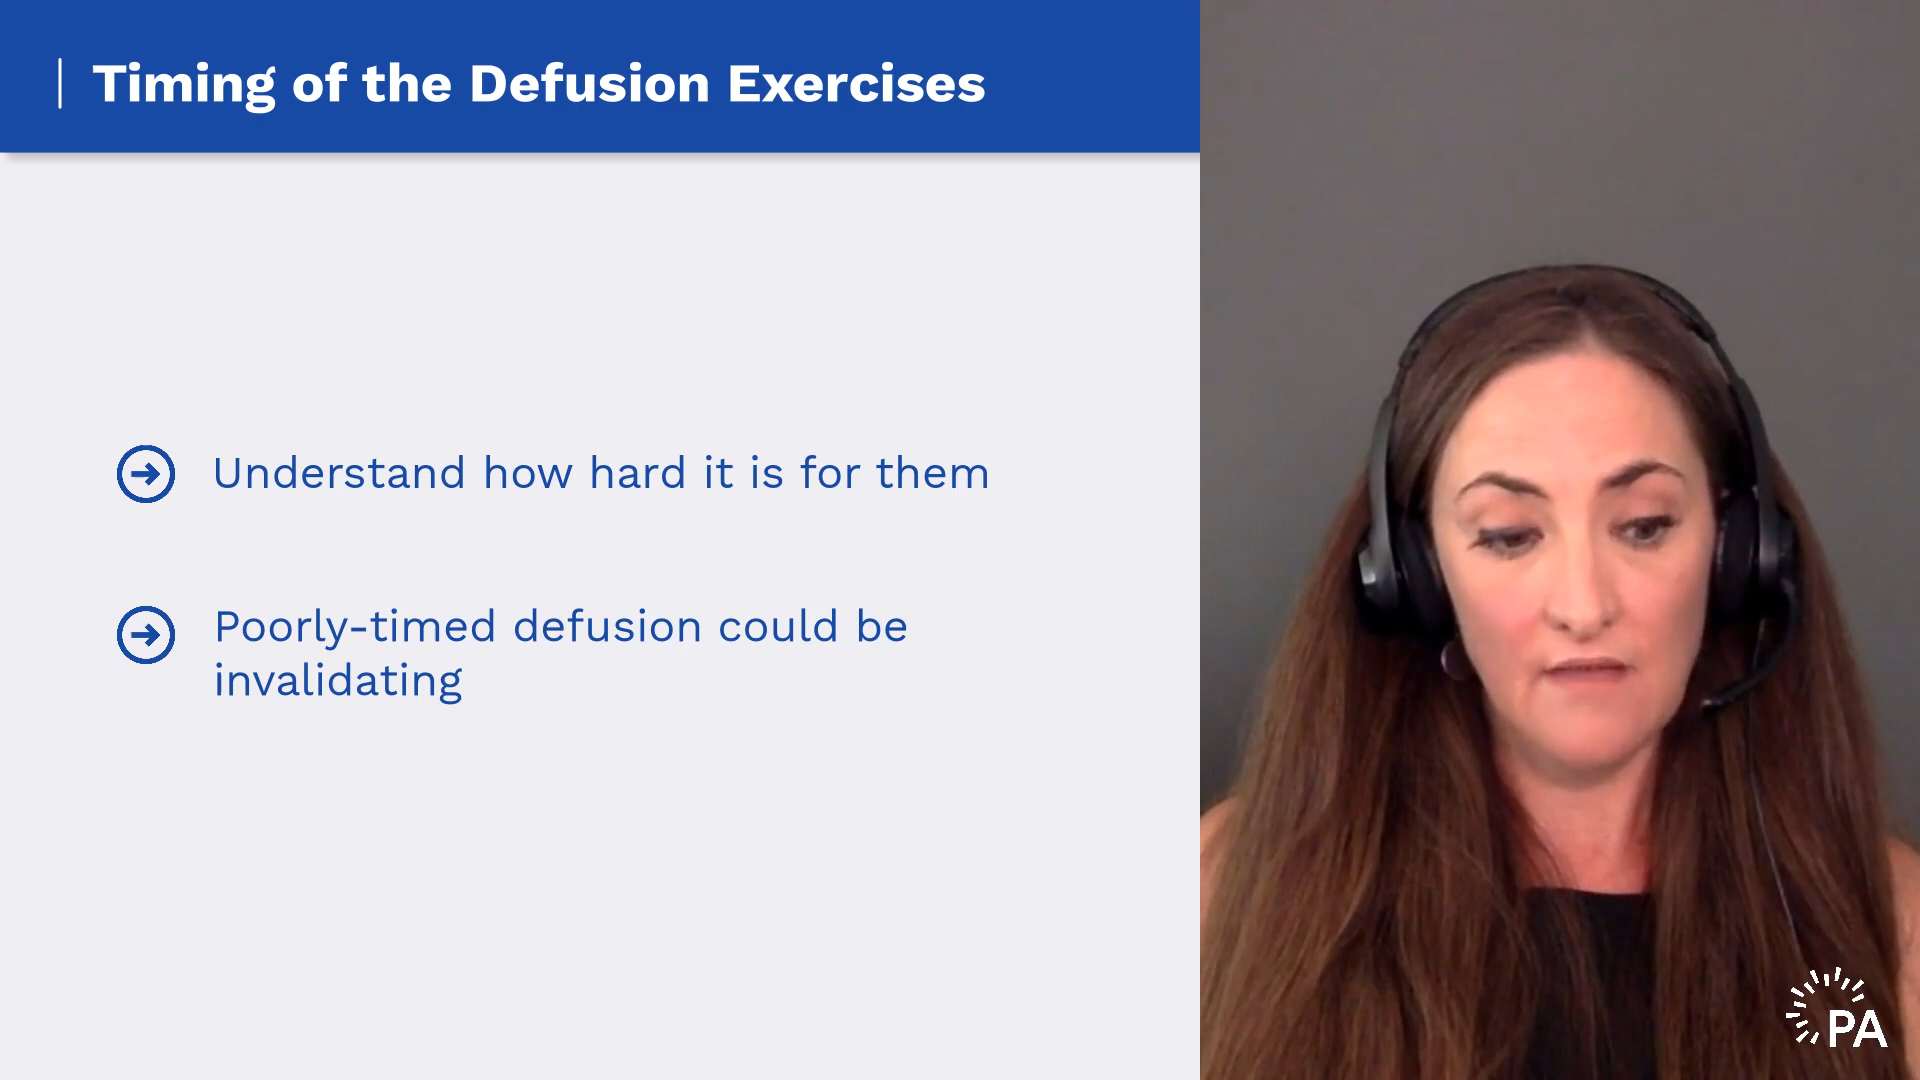 Timing of the Defusion Exercises
Understand how hard it is for them
Poorly-timed defusion could be
invalidating
PA